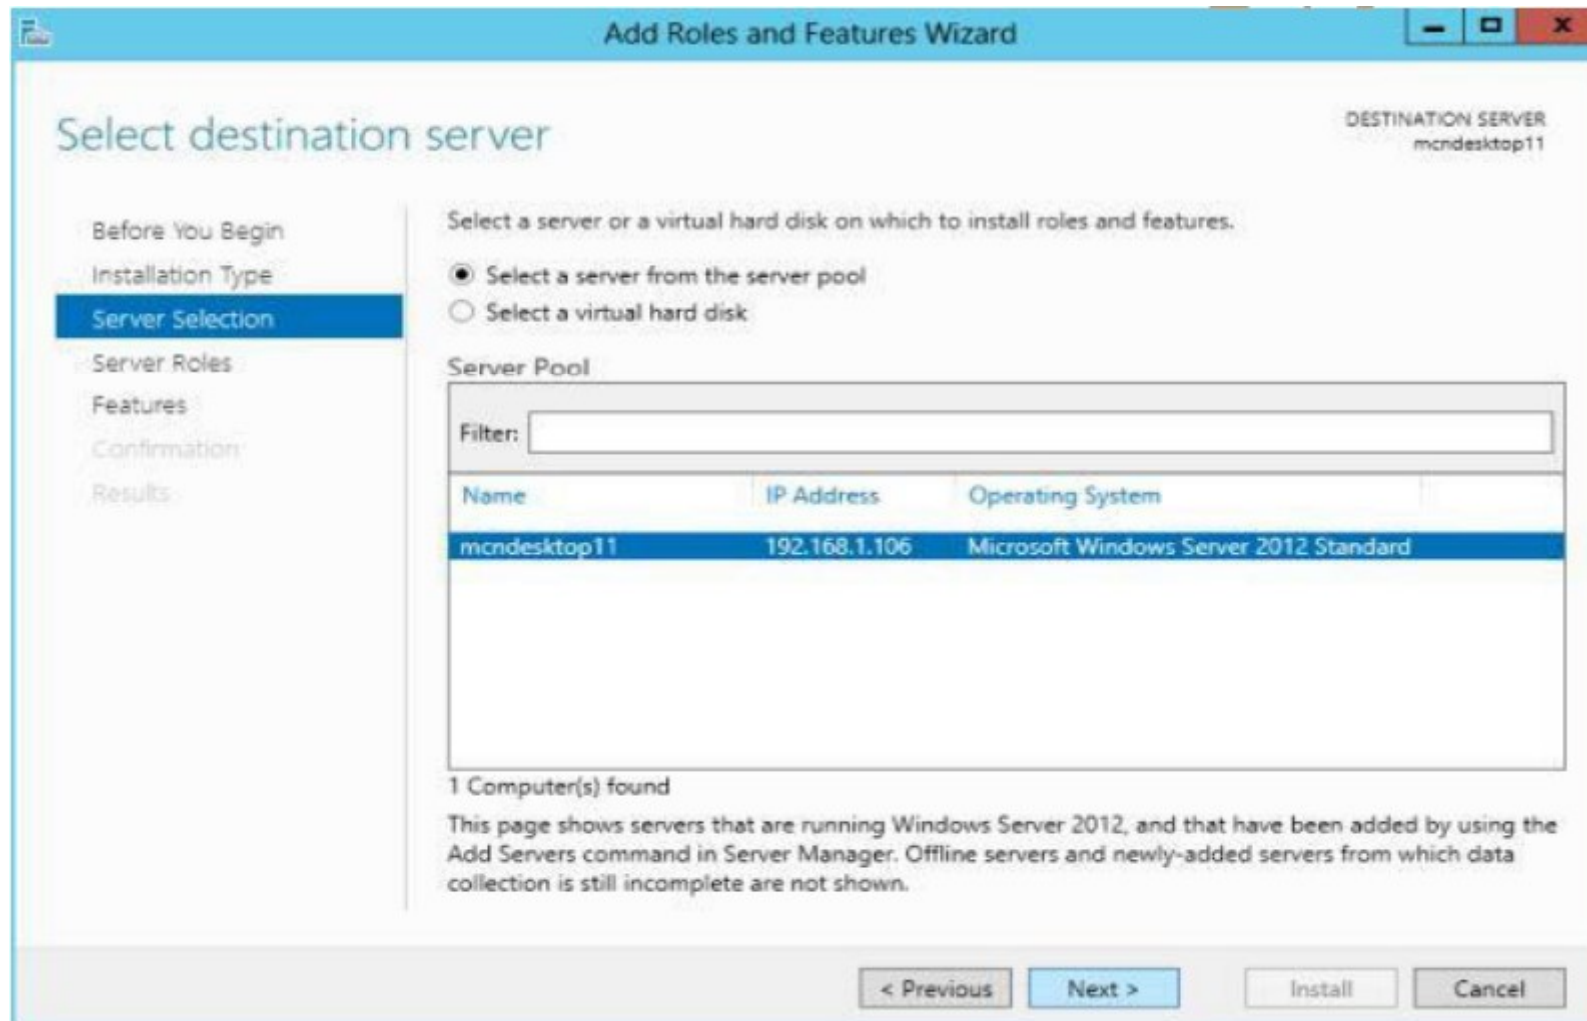 Add Roles and Features Wizard
Select destination server
DESTINATION SERVER
mcndesktop11
Before You Begin
Installation Type
Server Selection
Server Roles
Features
Confirmation
Results
Select a server or a virtual hard disk on which to install roles and features.
Select a server from the server pool
Select a virtual hard disk
Server Pool
Filter:
Name IP Address Operating System
mcndesktop11 192.168.1.106 Microsoft Windows Server 2012 Standard
1 Computer(s) found
This page shows servers that are running Windows Server 2012, and that have been added by using the
Add Servers command in Server Manager. Offline servers and newly-added servers from which data
collection is still incomplete are not shown.
< Previous Next > Install Cancel